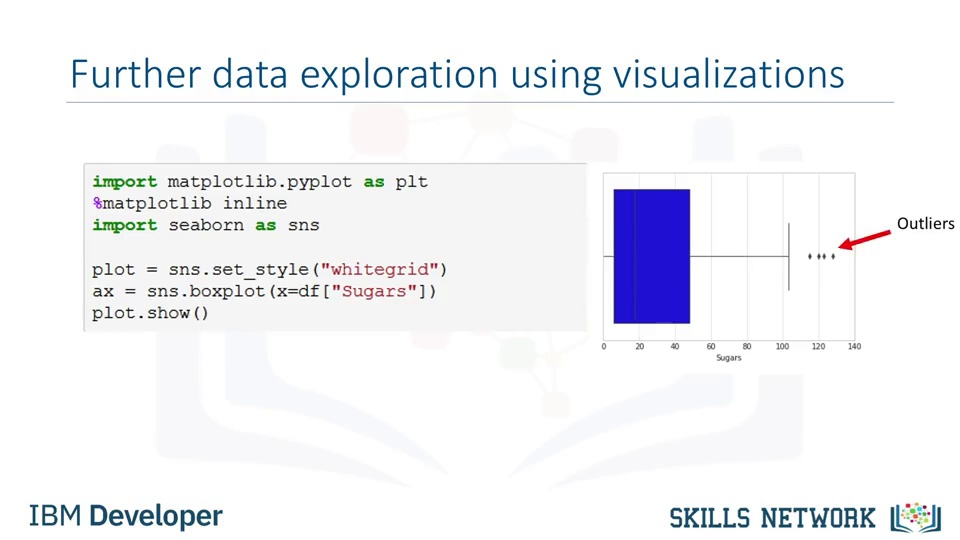 Further data exploration using visualizations
import matplotlib.pyplot as plt
%matplotlib inline
import seaborn as sns
plot = sns.set_style("whitegrid")
ax = sns.boxplot(x=df["Sugars"])
plot.show()
Outliers
0 20 40 60 80 100 120 140
Sugars
IBM Developer
SKILLS NETWORK